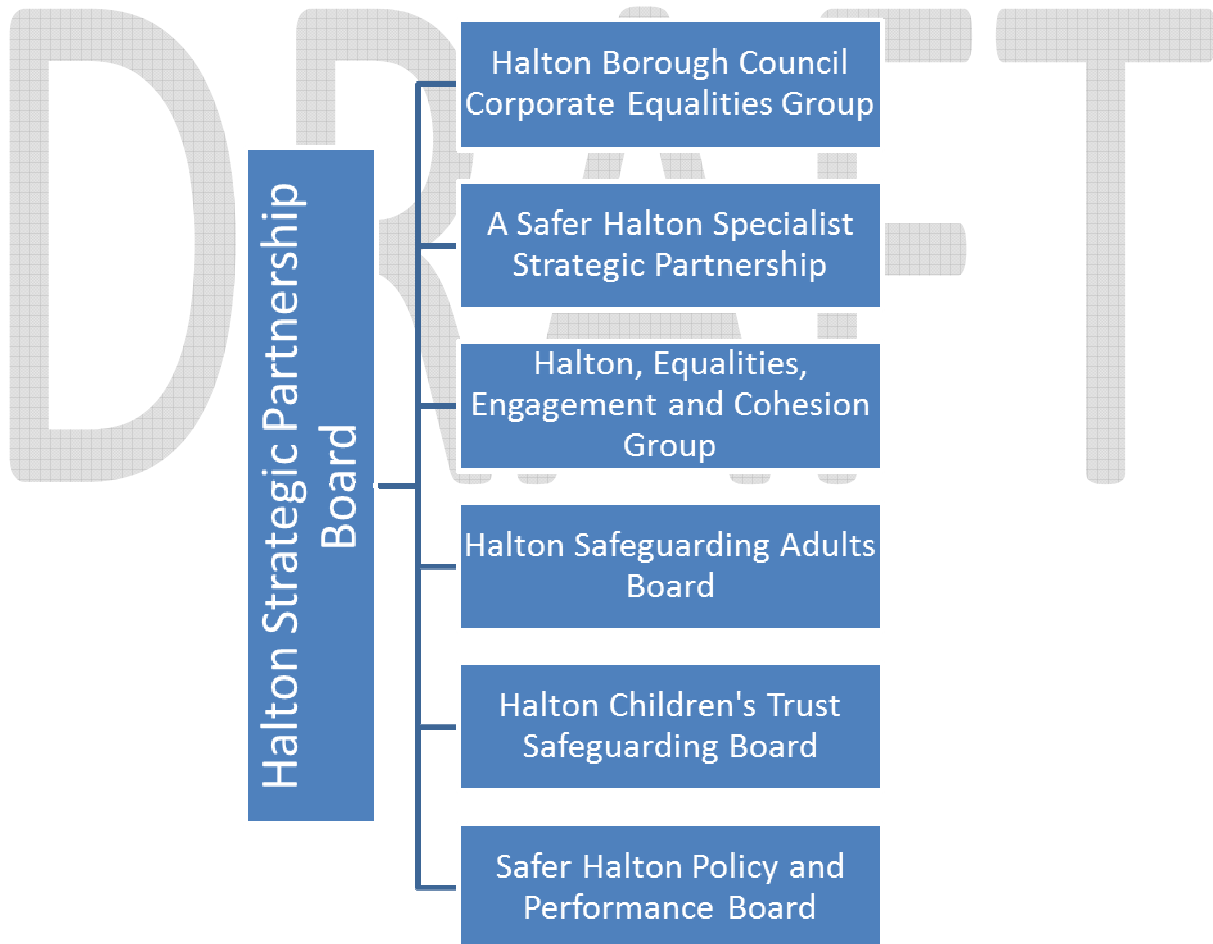 DRAFT
Halton Strategic Partnership
Board
Halton Borough Council
Corporate Equalities Group
A Safer Halton Specialist
Strategic Partnership
Halton, Equalities,
Engagement and Cohesion
Group
Halton Safeguarding Adults
Board
Halton Children's Trust
Safeguarding Board
Safer Halton Policy and
Performance Board